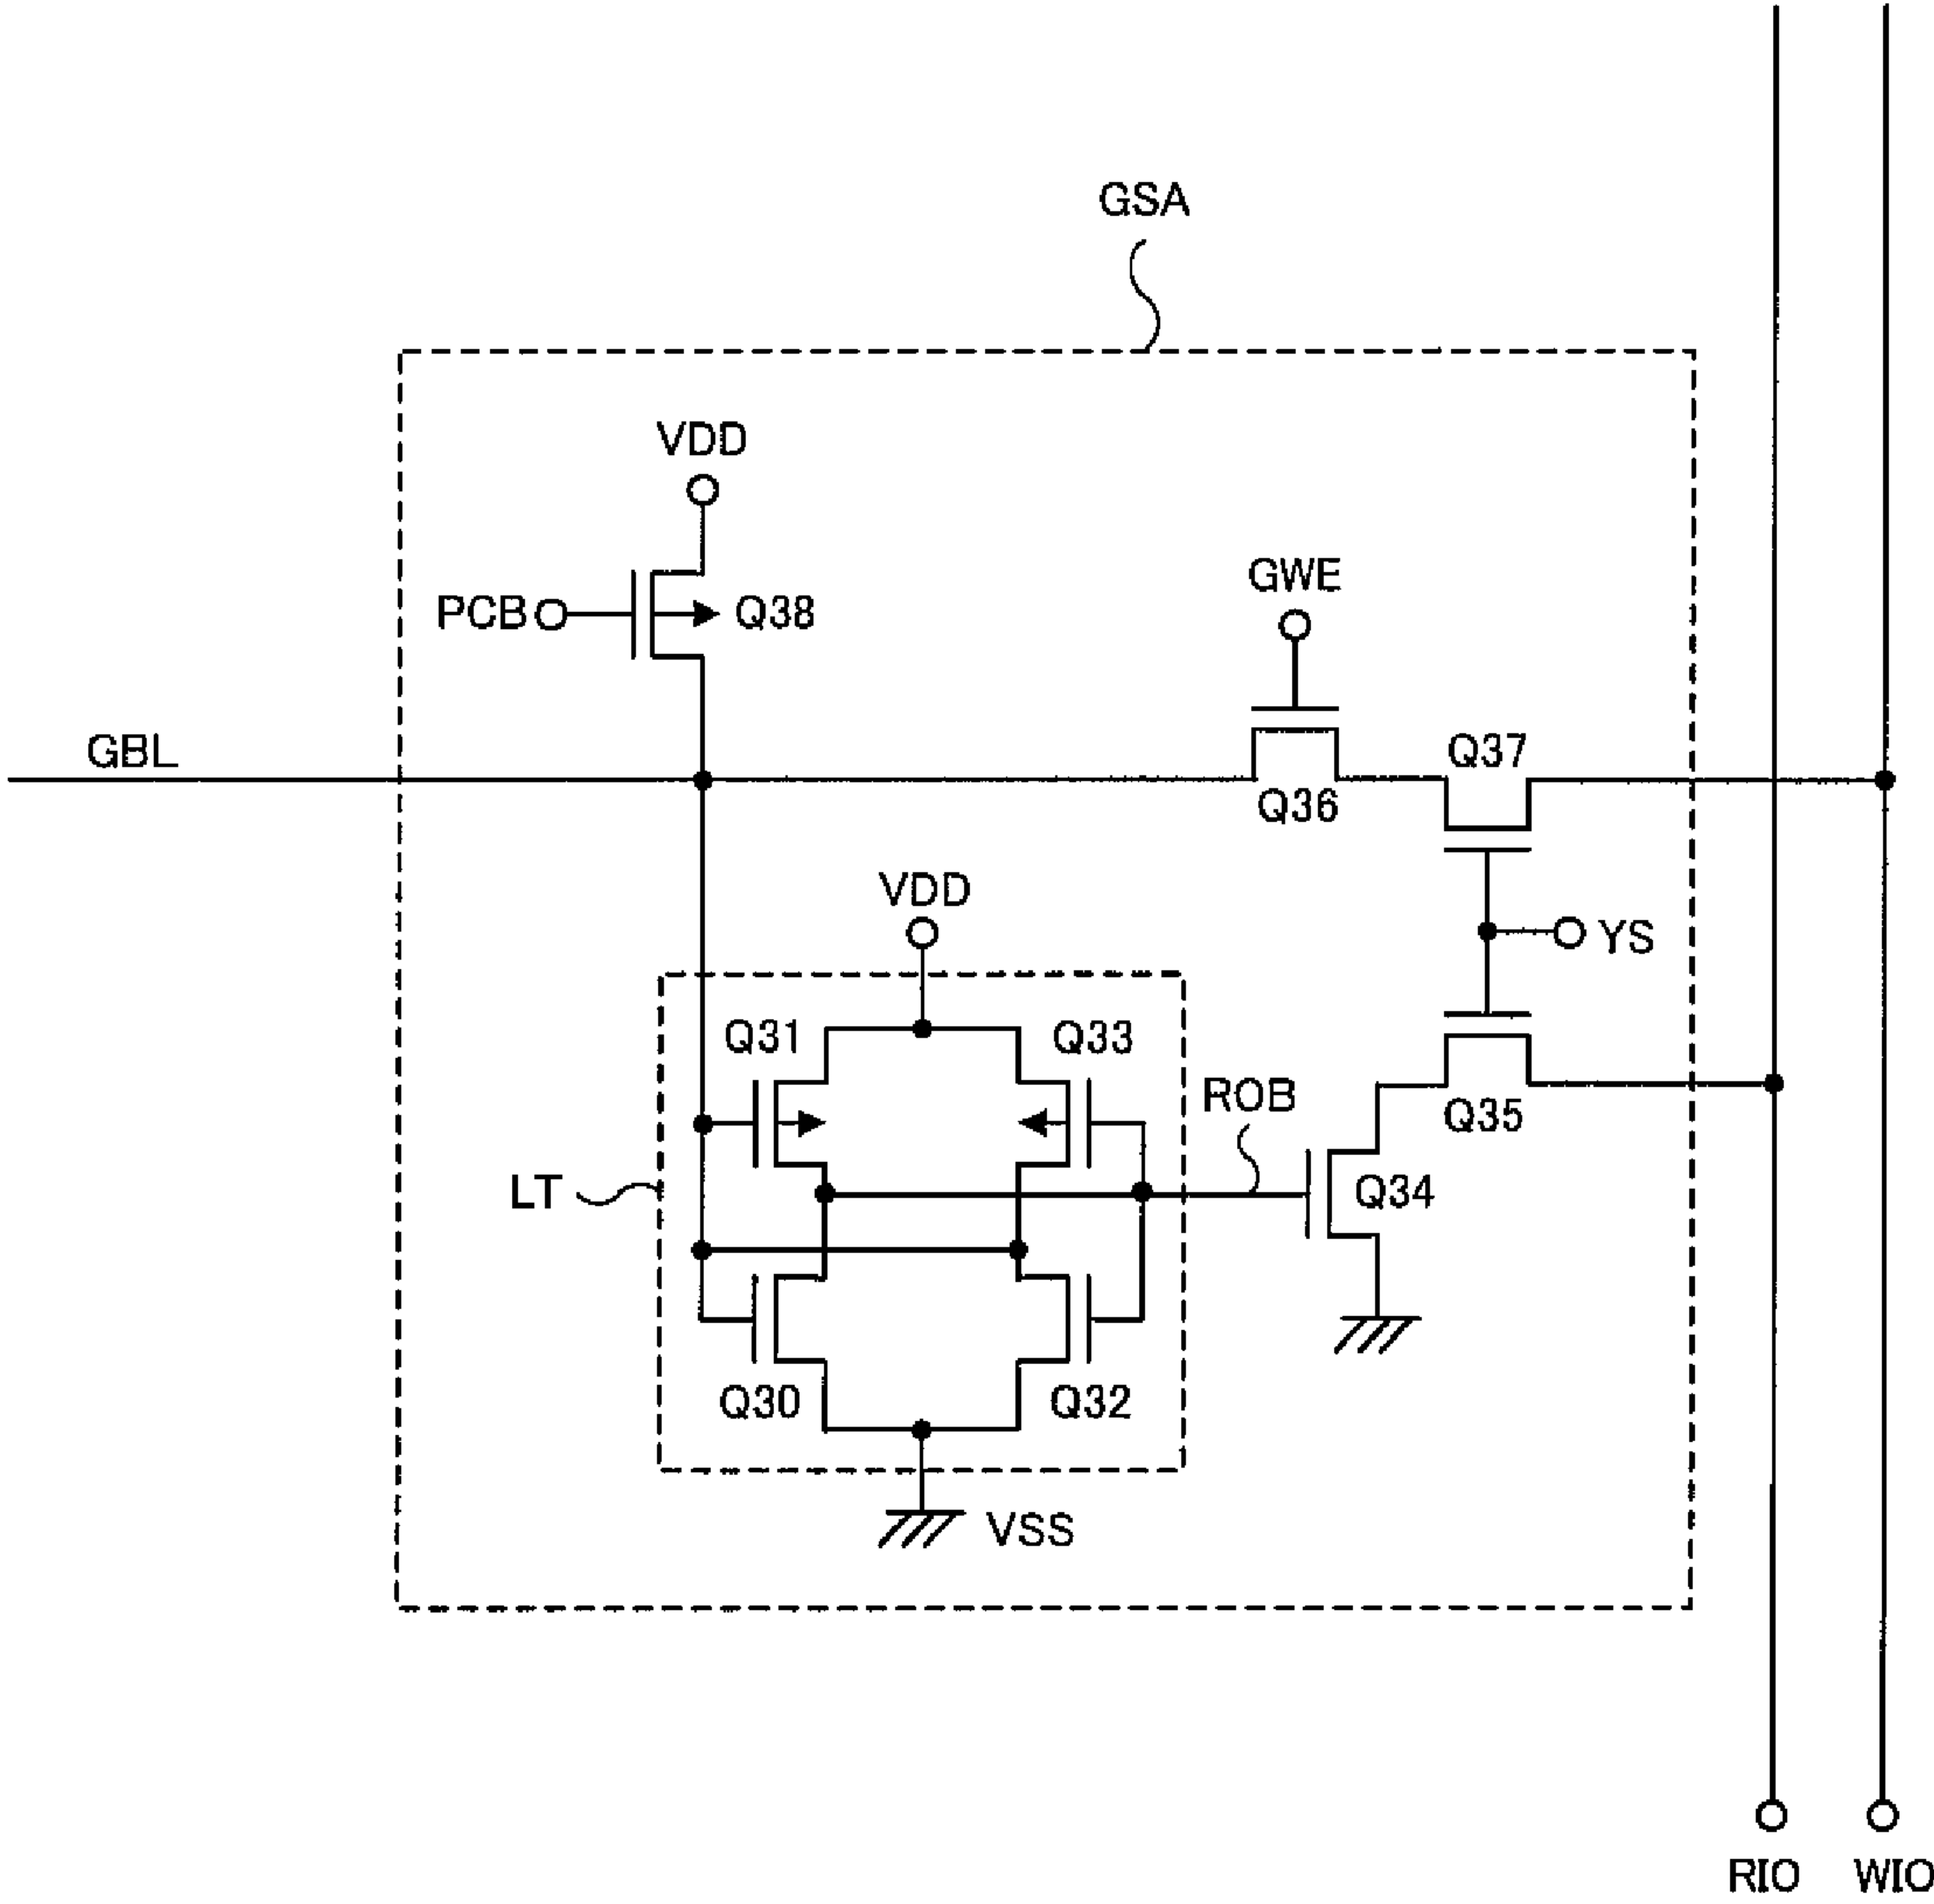 GSA
VDD
PCB
Q38
GWE
GBL
Q37
Q36
VDD
YS
Q31
Q33
ROB
Q35
LT
Q34
Q30
Q32
VSS
RIO
WIO